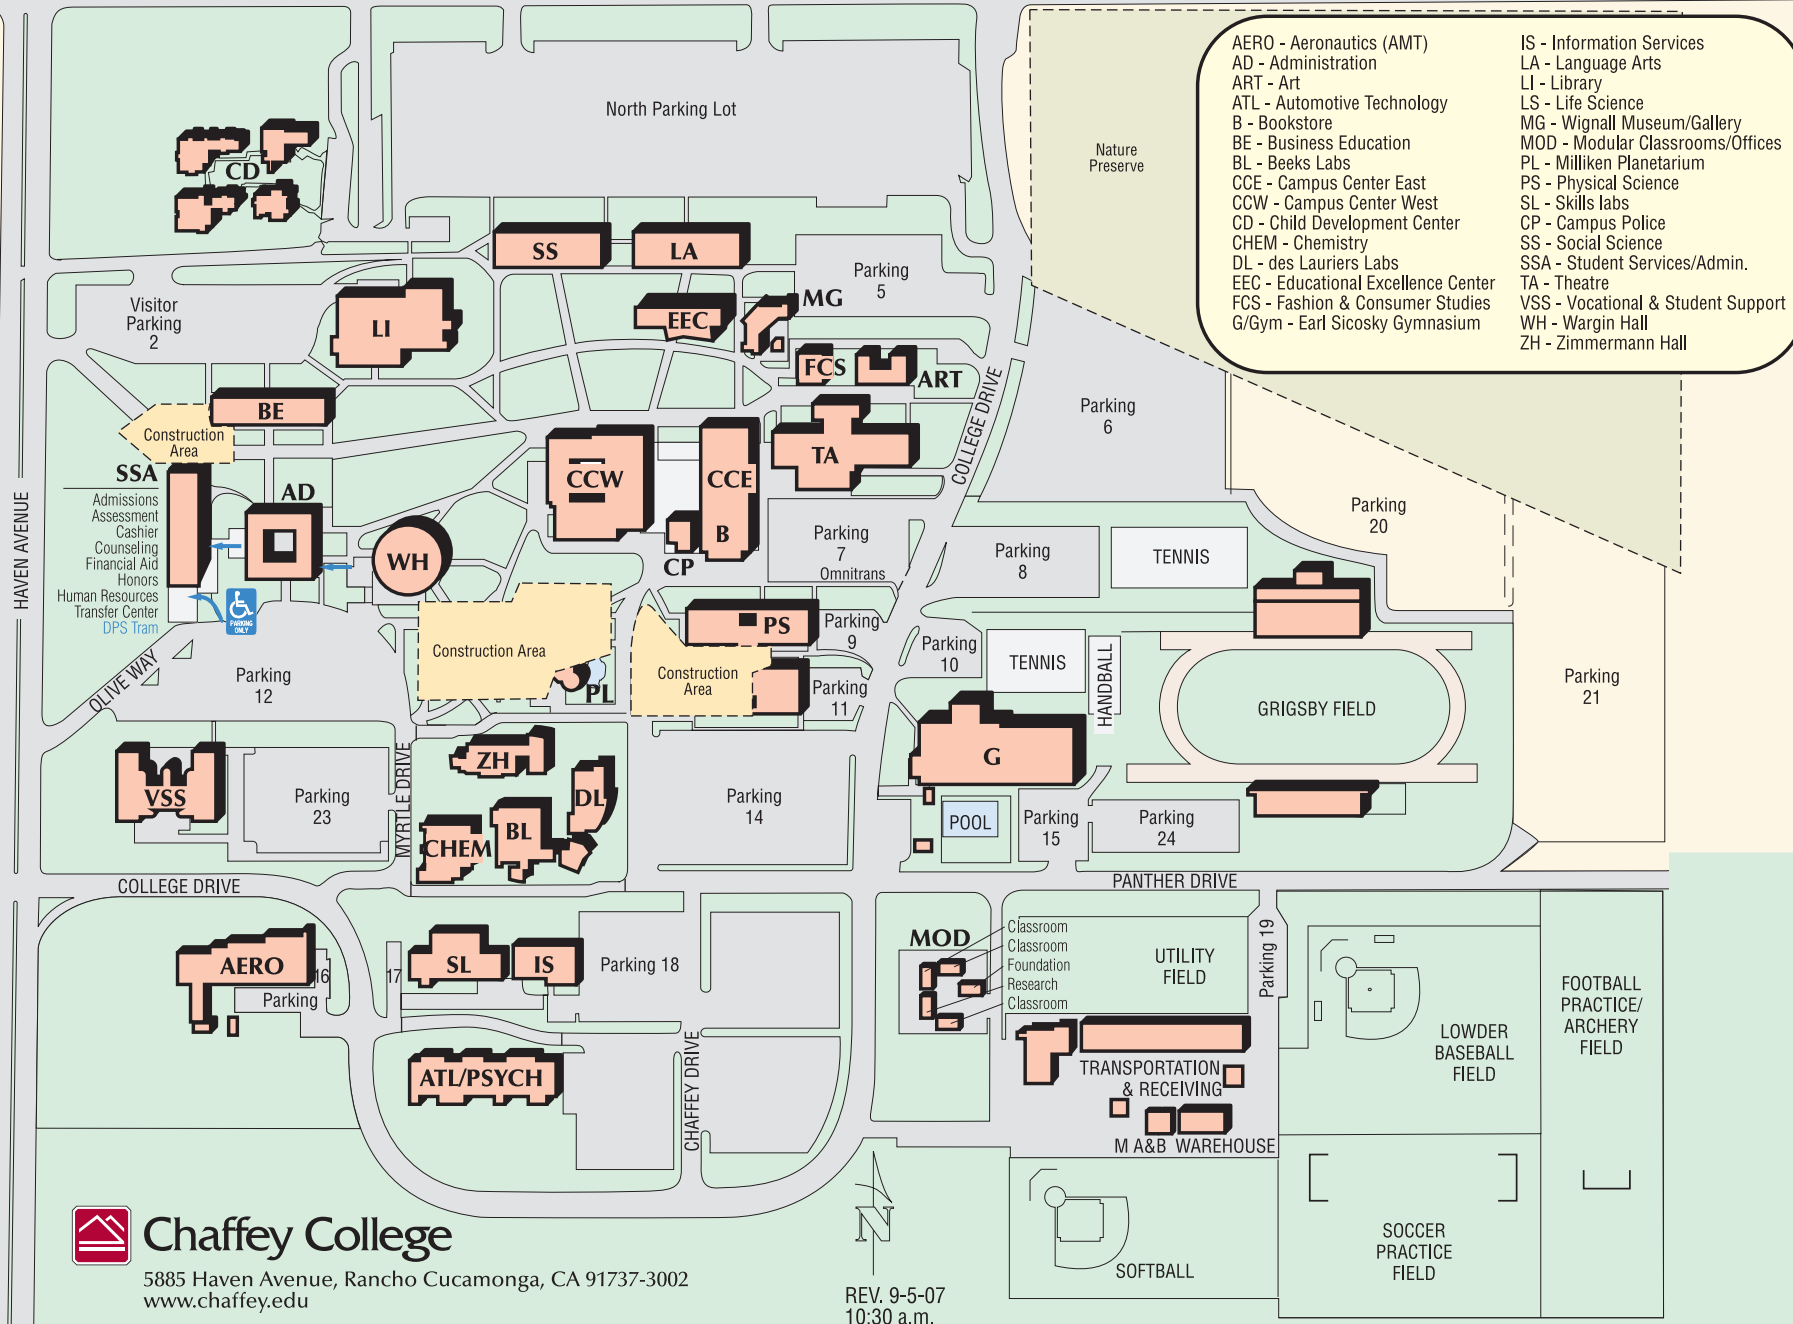 AERO - Aeronautics (AMT)
AD - Administration
ART - Art
ATL - Automotive Technology
B - Bookstore
BE - Business Education
BL - Beeks Labs
CCE - Campus Center East
CCW - Campus Center West
CD - Child Development Center
CHEM - Chemistry
DL - des Lauriers Labs
EEC - Educational Excellence Center
FCS - Fashion & Consumer Studies
G/Gym - Earl Sicosky Gymnasium
IS - Information Services
LA - Language Arts
LI - Library
LS - Life Science
MG - Wignall Museum/Gallery
MOD - Modular Classrooms/Offices
PL - Milliken Planetarium
PS - Physical Science
SL - Skills labs
CP - Campus Police
SS - Social Science
SSA - Student Services/Admin.
TA - Theatre
VSS - Vocational & Student Support
WH - Wargin Hall
ZH - Zimmermann Hall
North Parking Lot
Nature
Preserve
CD
SS
LA
Parking
5
MG
Visitor
Parking
2
LI
EEC
FCS
ART
COLLEGE DRIVE
Parking
6
BE
Construction
Area
TA
SSA
Admissions
Assessment
Cashier
Counseling
Financial Aid
Honors
Human Resources
Transfer Center
DPS Tram
PARKING
ONLY
AD
WH
CCW
CCE
B
CP
Parking
7
Omnitrans
Parking
8
TENNIS
Parking
20
HAVEN AVENUE
OLIVE WAY
Parking
12
Construction Area
PL
PS
Construction
Area
Parking
9
Parking
11
Parking
10
TENNIS
HANDBALL
GRIGSBY FIELD
Parking
21
VSS
Parking
23
MYRTLE DRIVE
ZH
DL
BL
CHEM
Parking
14
G
POOL
Parking
15
Parking
24
COLLEGE DRIVE
PANTHER DRIVE
AERO
16
Parking
17
SL
IS
Parking 18
MOD
Classroom
Classroom
Foundation
Research
Classroom
UTILITY
FIELD
Parking 19
LOWDER
BASEBALL
FIELD
FOOTBALL
PRACTICE/
ARCHERY
FIELD
ATL/PSYCH
CHAFFEY DRIVE
TRANSPORTATION
& RECEIVING
M A&B WAREHOUSE
SOFTBALL
SOCCER
PRACTICE
FIELD
Chaffey College
5885 Haven Avenue, Rancho Cucamonga, CA 91737-3002
www.chaffey.edu
N
REV. 9-5-07
10:30 a.m.